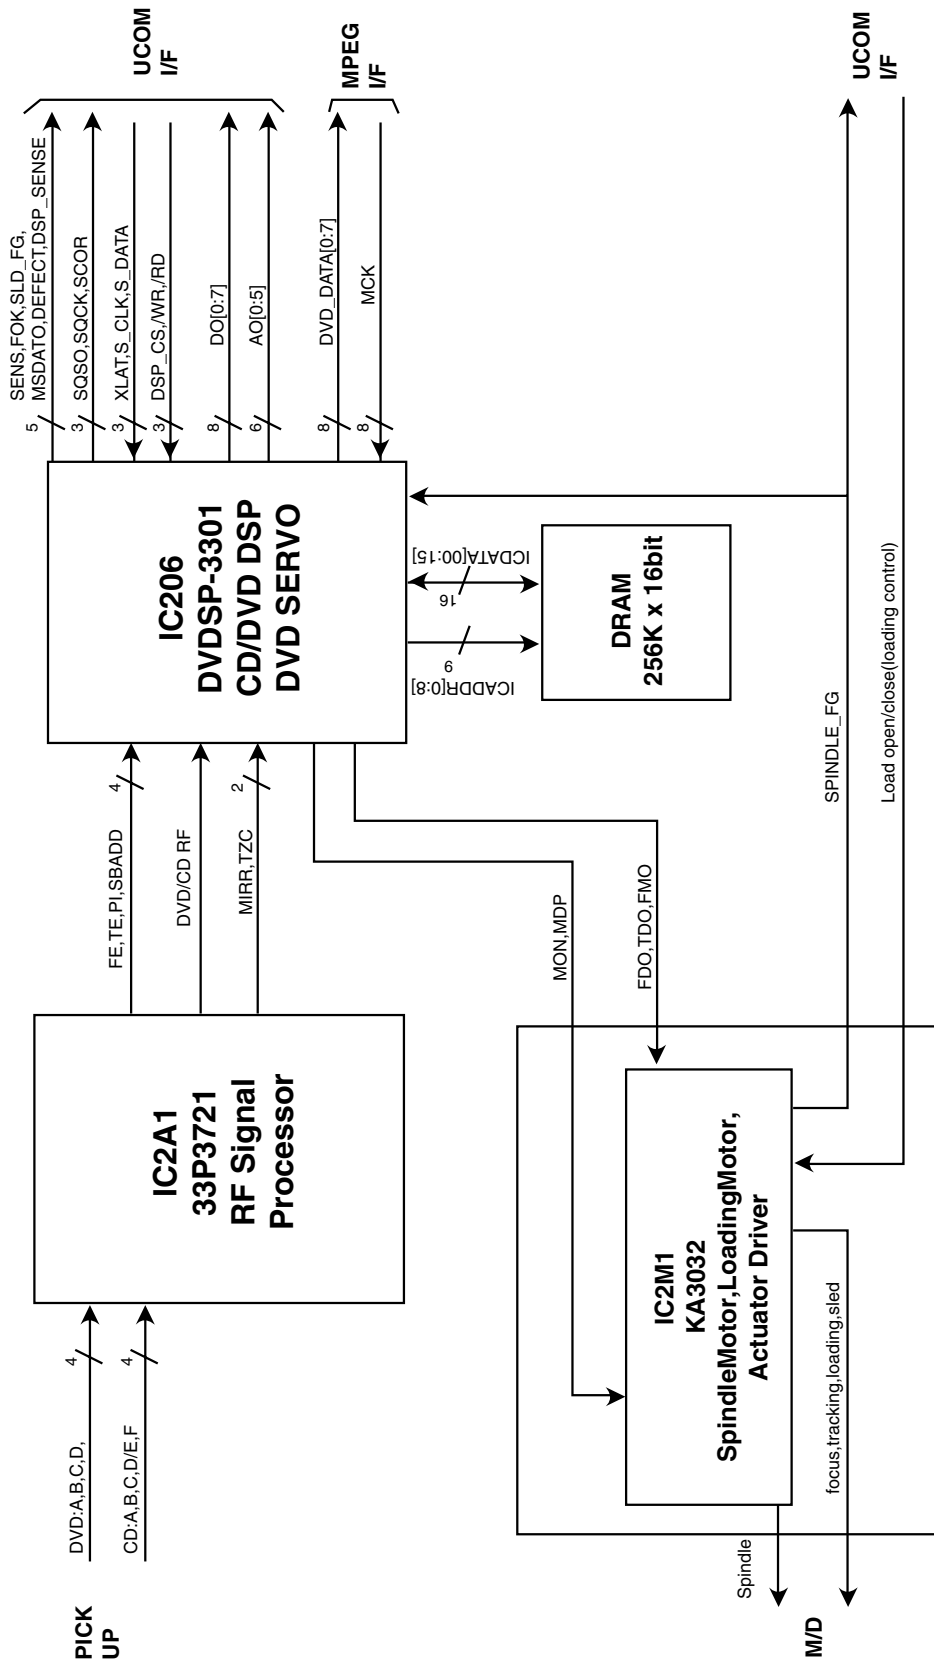 PICK
UP
DVD:A,B,C,D,
CD:A,B,C,D/E,F
4
4
IC2A1
33P3721
RF Signal
Processor
FE,TE,PI,SBADD
DVD/CD RF
MIRR,TZC
4
2
IC206
DVDSP-3301
CD/DVD DSP
DVD SERVO
SENS,FOK,SLD_FG,
MSDATO,DEFECT,DSP_SENSE
SQSO,SQCK,SCOR
XLAT,S_CLK,S_DATA
DSP_CS,/WR,/RD
DO[0:7]
AO[0:5]
DVD_DATA[0:7]
MCK
5
3
3
3
8
6
8
8
UCOM
I/F
MPEG
I/F
ICADDR[0:8]
9
ICDATA[00:15]
16
DRAM
256K x 16bit
MON,MDP
FDO,TDO,FMO
IC2M1
KA3032
SpindleMotor,LoadingMotor,
Actuator Driver
Spindle
focus,tracking,loading,sled
M/D
SPINDLE_FG
Load open/close(loading control)
UCOM
I/F